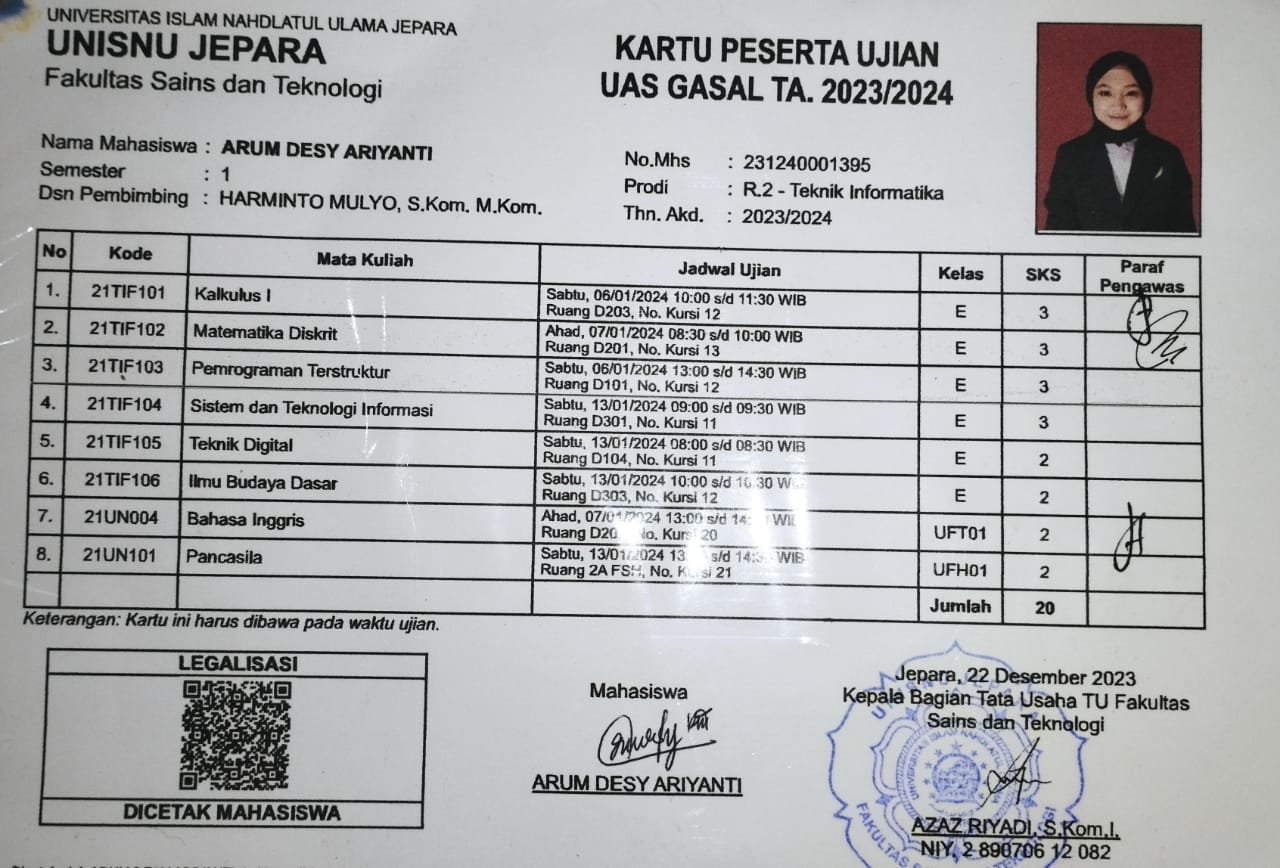 UNIVERSITAS ISLAM NAHDLATUL ULAMA JEPARA
UNISNU JEPARA
Fakultas Sains dan Teknologi
KARTU PESERTA UJIAN
UAS GASAL TA. 2023/2024
Nama Mahasiswa : ARUM DESY ARIYANTI
Semester : 1
Dsn Pembimbing : HARMINTO MULYO, S.Kom. M.Kom.
No.Mhs : 231240001395
Prodi : R.2 - Teknik Informatika
Thn. Akd. : 2023/2024
No Kode Mata Kuliah Jadwal Ujian Kelas SKS Paraf Pengawas
1. 21TIF101 Kalkulus I Sabtu, 06/01/2024 10:00 s/d 11:30 WIB E 3
Ruang D203, No. Kursi 12
2. 21TIF102 Matematika Diskrit Ahad, 07/01/2024 08:30 s/d 10:00 WIB E 3
Ruang D201, No. Kursi 13
3. 21TIF103 Pemrograman Terstruktur Sabtu, 06/01/2024 13:00 s/d 14:30 WIB E 3
Ruang D101, No. Kursi 12
4. 21TIF104 Sistem dan Teknologi Informasi Sabtu, 13/01/2024 09:00 s/d 09:30 WIB E 3
Ruang D301, No. Kursi 11
5. 21TIF105 Teknik Digital Sabtu, 13/01/2024 08:00 s/d 08:30 WIB E 2
Ruang D104, No. Kursi 11
6. 21TIF106 Ilmu Budaya Dasar Sabtu, 13/01/2024 10:00 s/d 10:30 E 2
Ruang D303, No. Kursi 12
7. 21UN004 Bahasa Inggris Ahad, 07/01/2024 13:00 s/d UFT01 2
Ruang No. Kursi 20
8. 21UN101 Pancasila Sabtu, 13/01/2024 s/d WIB UFH01 2
Ruang 2A FSH, No. Kursi 21
Jumlah 20
Keterangan: Kartu ini harus dibawa pada waktu ujian.
LEGALISASI
DICETAK MAHASISWA
Mahasiswa
ARUM DESY ARIYANTI
Jepara, 22 Desember 2023
Kepala Bagian Tata Usaha TU Fakultas
Sains dan Teknologi
AZAZ RIYADI, S.Kom.I.
NIY, 2 890706 12 082